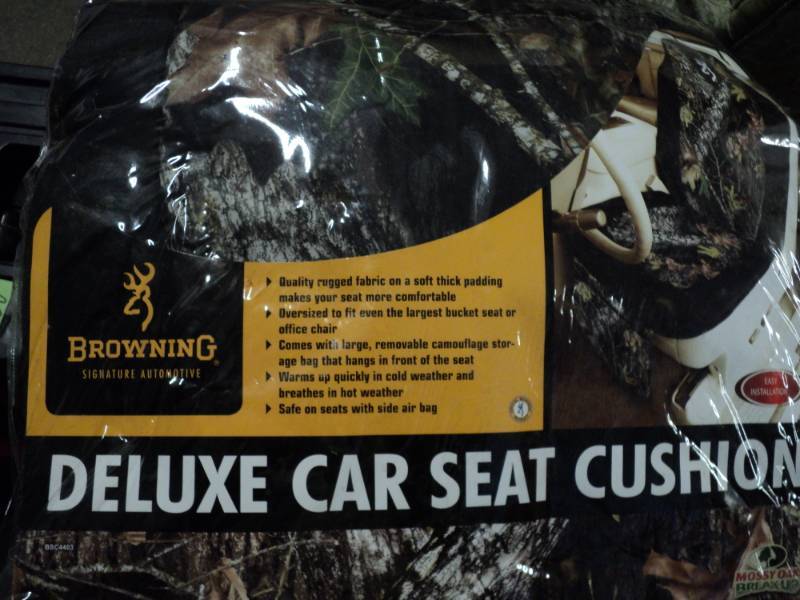 BROWNING
SIGNATURE AUTOMOTIVE
Quality rugged fabric on a soft thick padding
makes your seat more comfortable
Oversized to fit even the largest bucket seat or
office chair
Comes with large, removable camouflage stor-
age bag that hangs in front of the seat
Warms up quickly in cold weather and
breathes in hot weather
Safe on seats with side air bag
EASY
INSTALLATION
DELUXE CAR SEAT CUSHION
BSC4403
MOSSY OAK
BREAK-UP